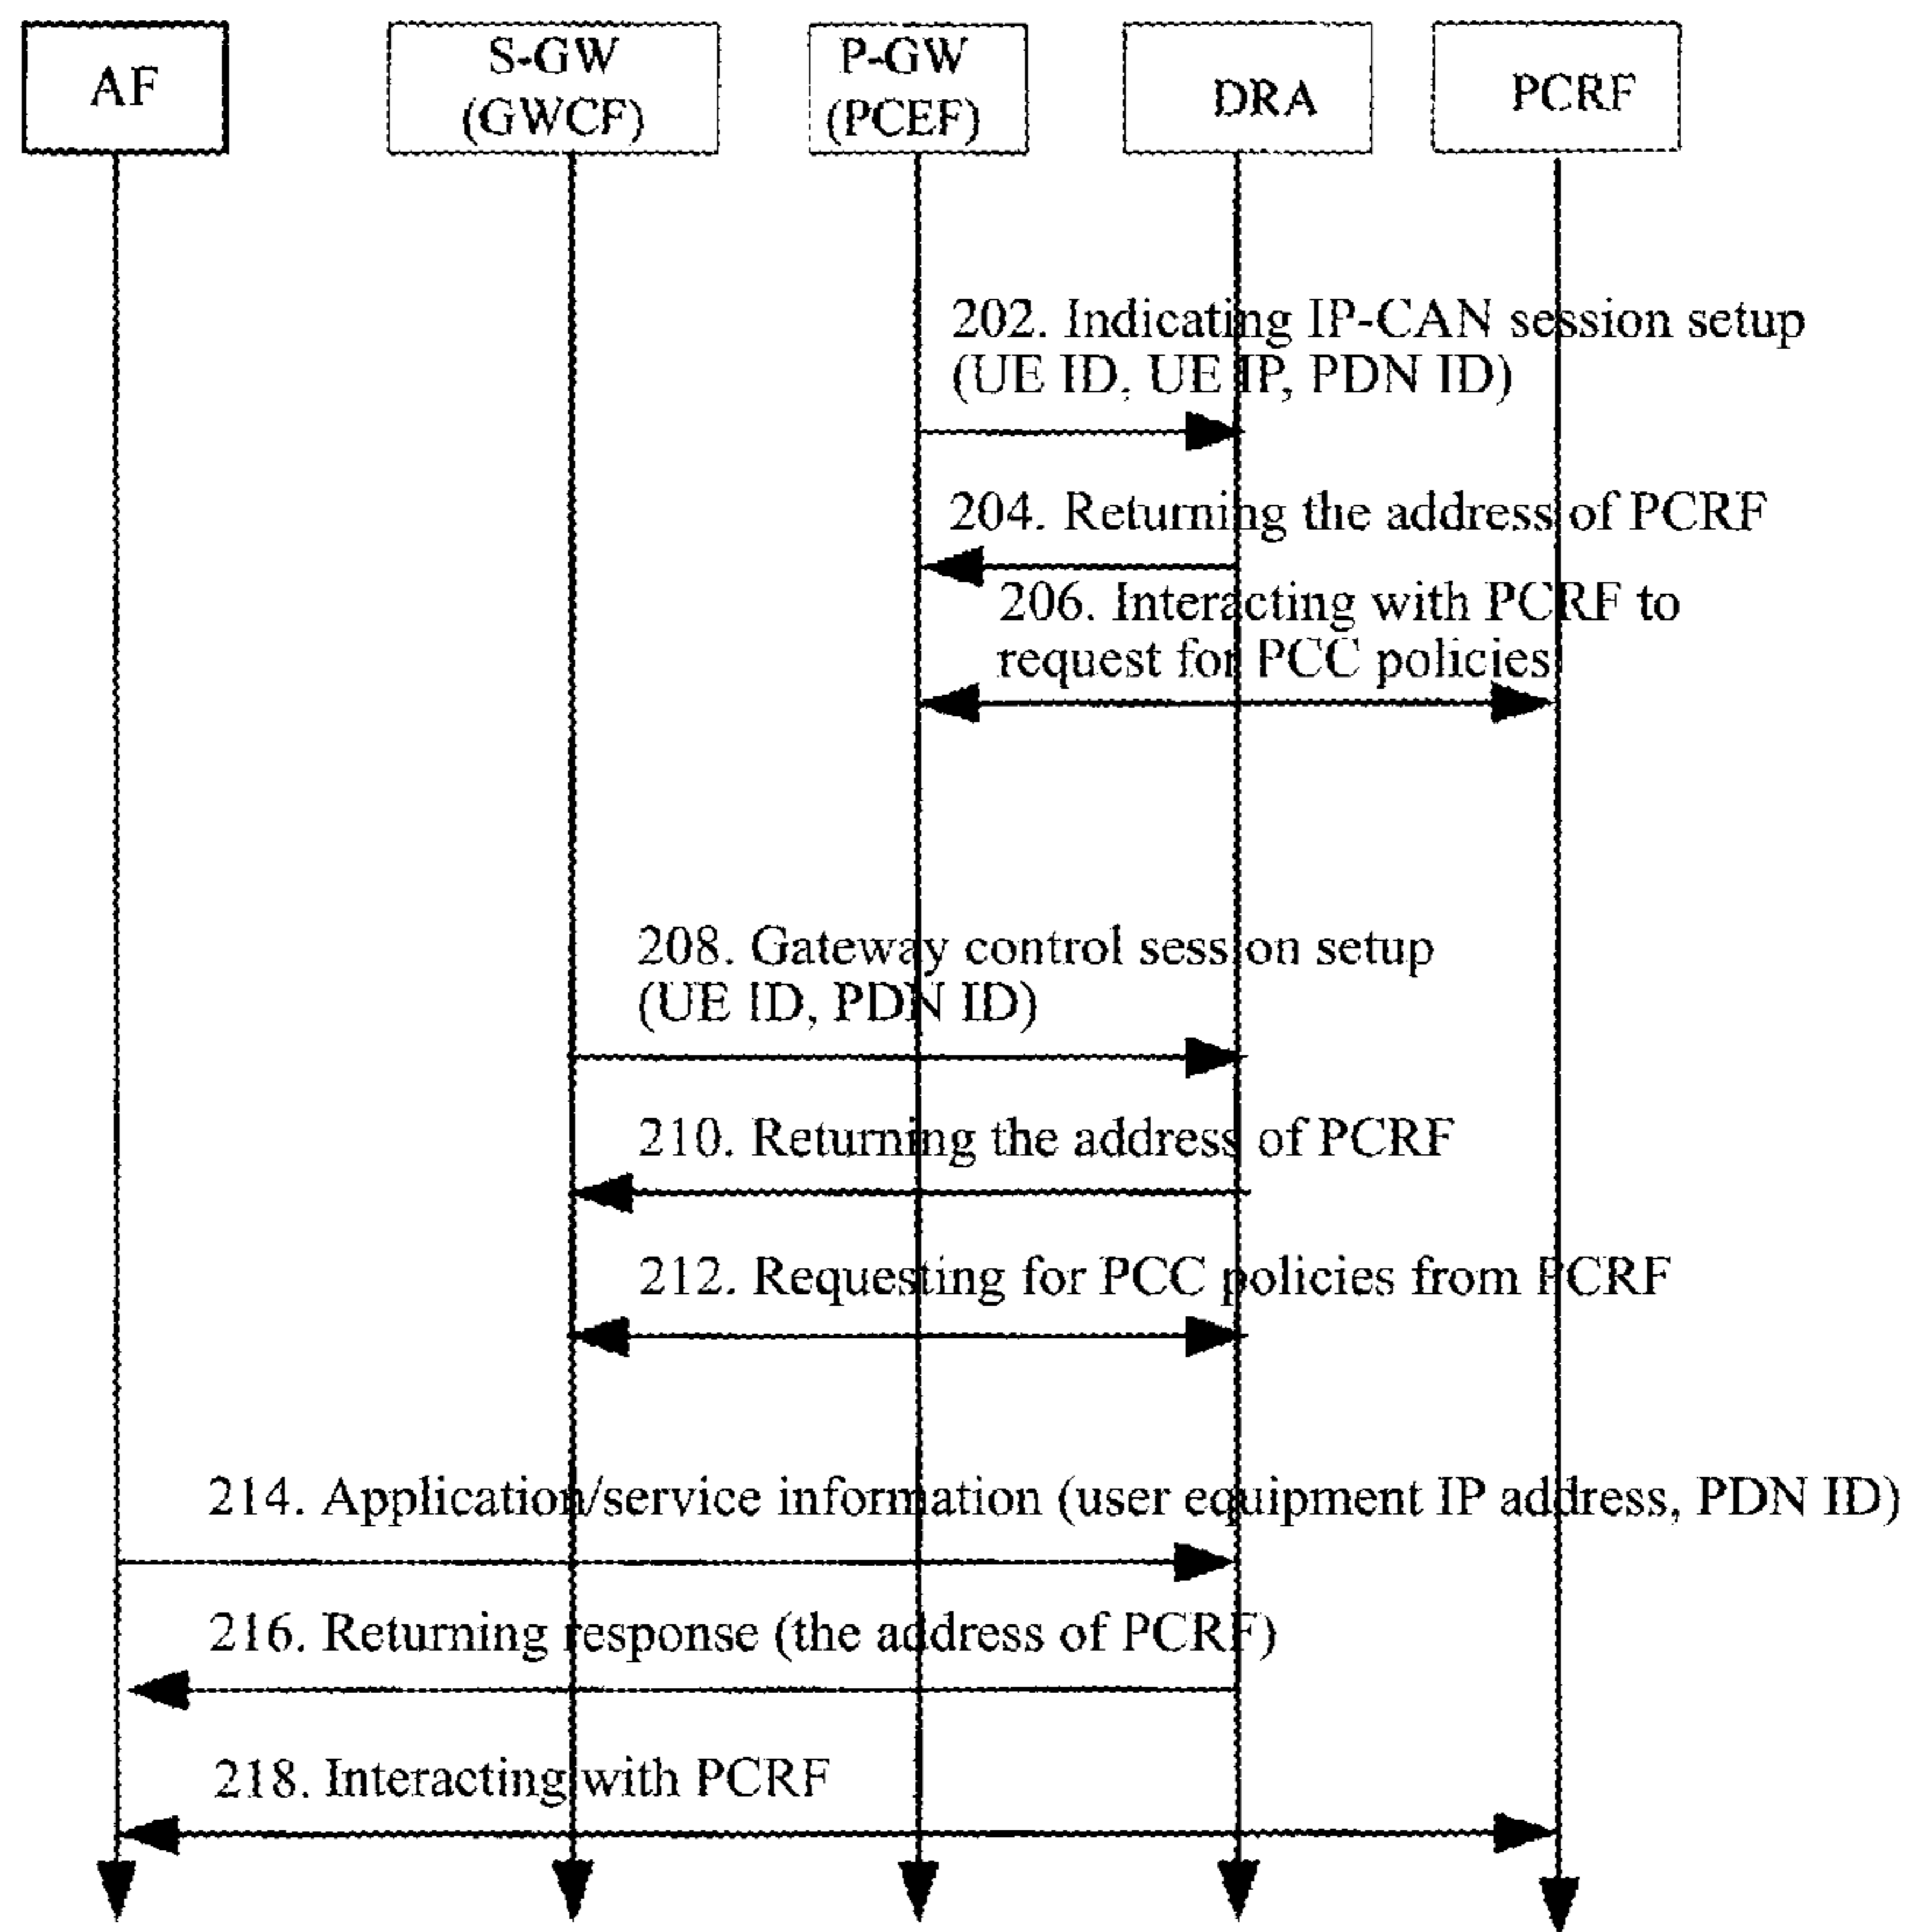 AF
S-GW
(GWCF)
P-GW
(PCEF)
DRA
PCRF
202. Indicating IP-CAN session setup
(UE ID, UE IP, PDN ID)
204. Returning the address of PCRF
206. Interacting with PCRF to
request for PCC policies
208. Gateway control session setup
(UE ID, PDN ID)
210. Returning the address of PCRF
212. Requesting for PCC policies from PCRF
214. Application/service information (user equipment IP address, PDN ID)
216. Returning response (the address of PCRF)
218. Interacting with PCRF